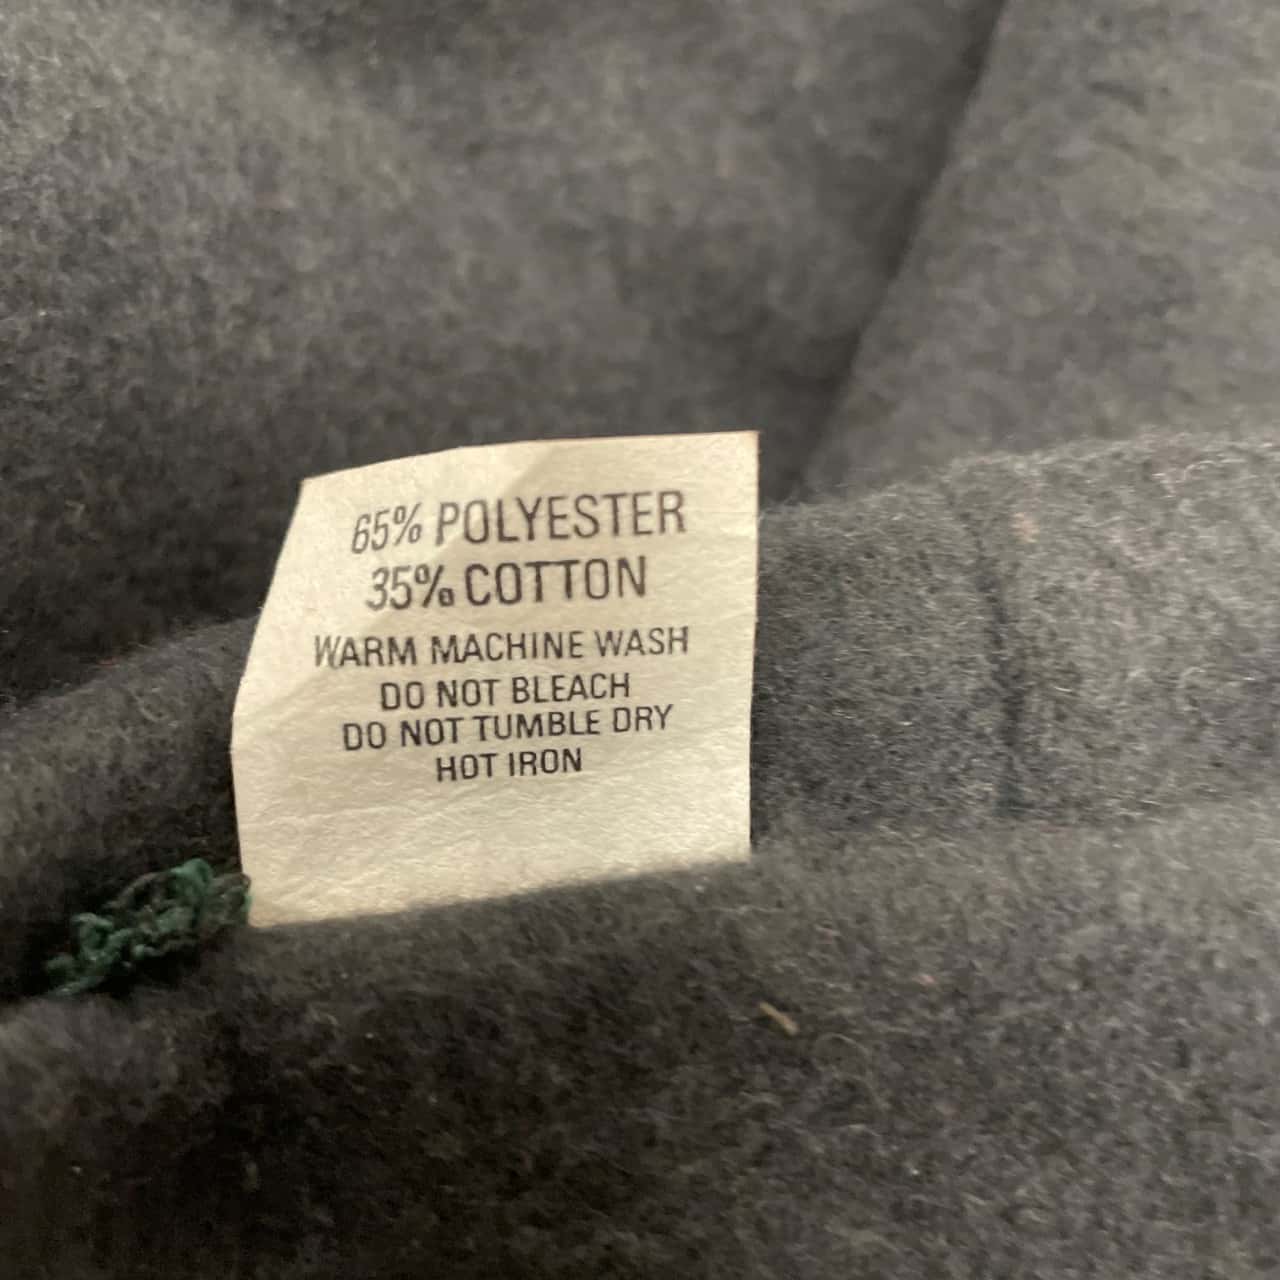 65% POLYESTER
35% COTTON
WARM MACHINE WASH
DO NOT BLEACH
DO NOT TUMBLE DRY
HOT IRON